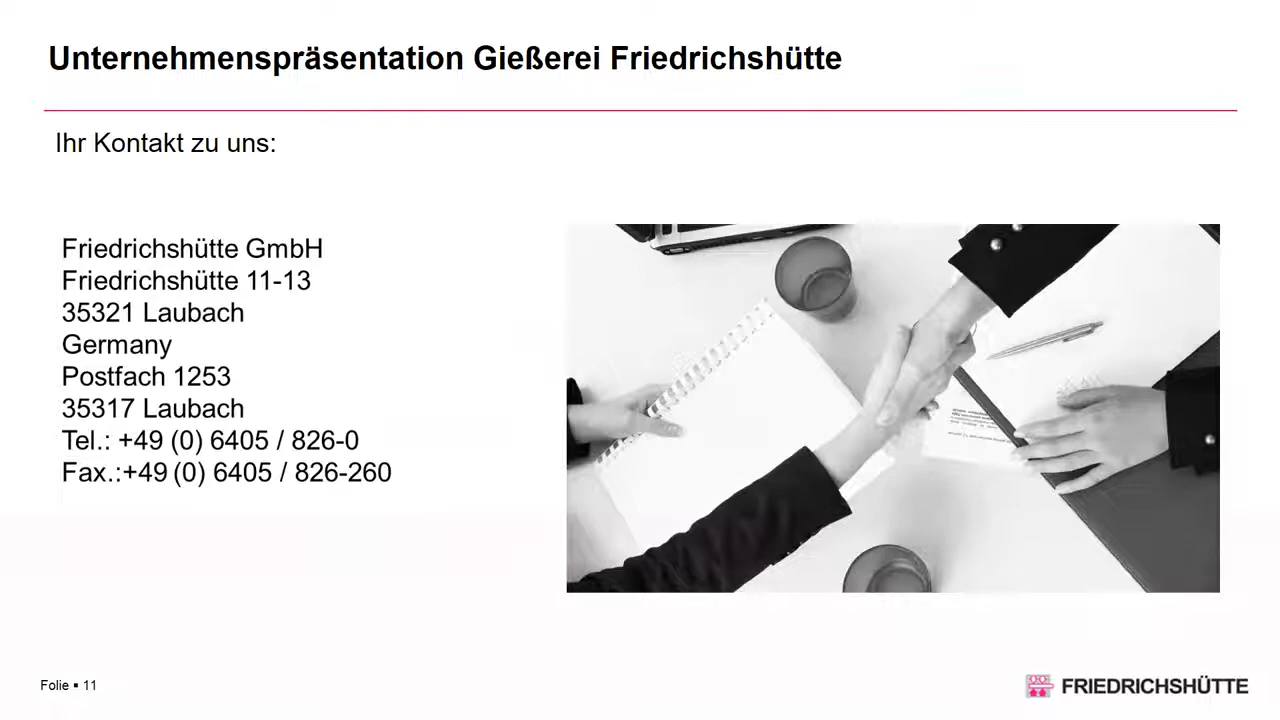 Unternehmenspräsentation Gießerei Friedrichshütte
Ihr Kontakt zu uns:
Friedrichshütte GmbH
Friedrichshütte 11-13
35321 Laubach
Germany
Postfach 1253
35317 Laubach
Tel.: +49 (0) 6405 / 826-0
Fax.:+49 (0) 6405 / 826-260
Folie ▪ 11
FRIEDRICHSHÜTTE